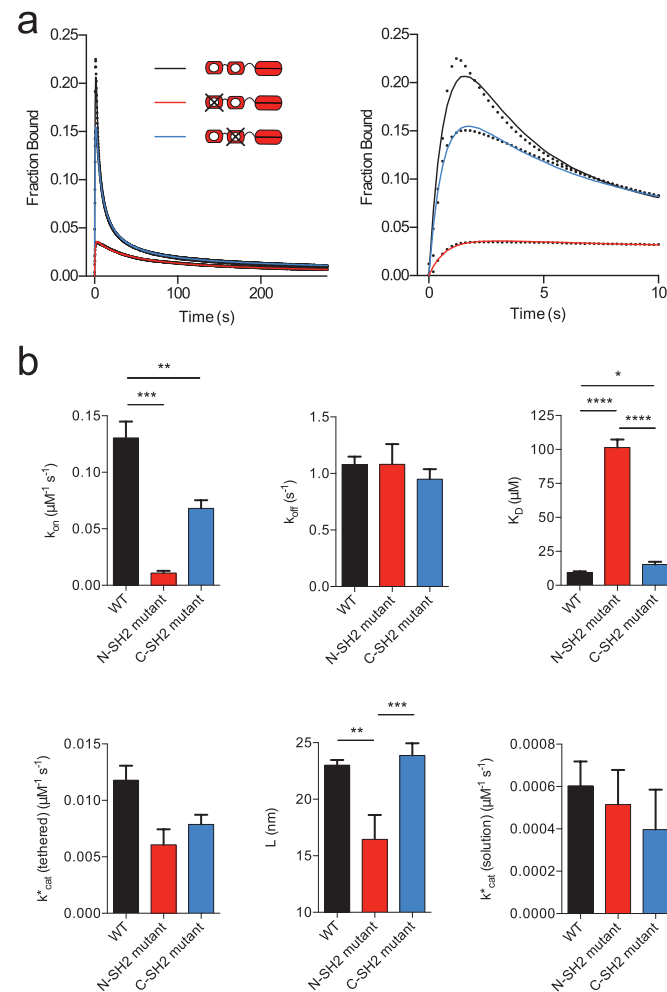 a
0.25
0.20
0.15
0.10
0.05
0.00
Fraction Bound
0
100
200
Time (s)
0.25
0.20
0.15
0.10
0.05
0.00
Fraction Bound
0
5
10
Time (s)
b
**
***
0.15
0.10
0.05
0.00
kon (µM-1 s-1)
WT
N-SH2 mutant
C-SH2 mutant
1.5
1.0
0.5
0.0
koff (s-1)
WT
N-SH2 mutant
C-SH2 mutant
*
****
****
125
100
75
50
25
0
KD (µM)
WT
N-SH2 mutant
C-SH2 mutant
0.015
0.010
0.005
0.000
k*cat (tethered) (µM-1 s-1)
WT
N-SH2 mutant
C-SH2 mutant
***
**
25
20
15
10
L (nm)
WT
N-SH2 mutant
C-SH2 mutant
0.0008
0.0006
0.0004
0.0002
0.0000
k*cat (solution) (µM-1 s-1)
WT
N-SH2 mutant
C-SH2 mutant